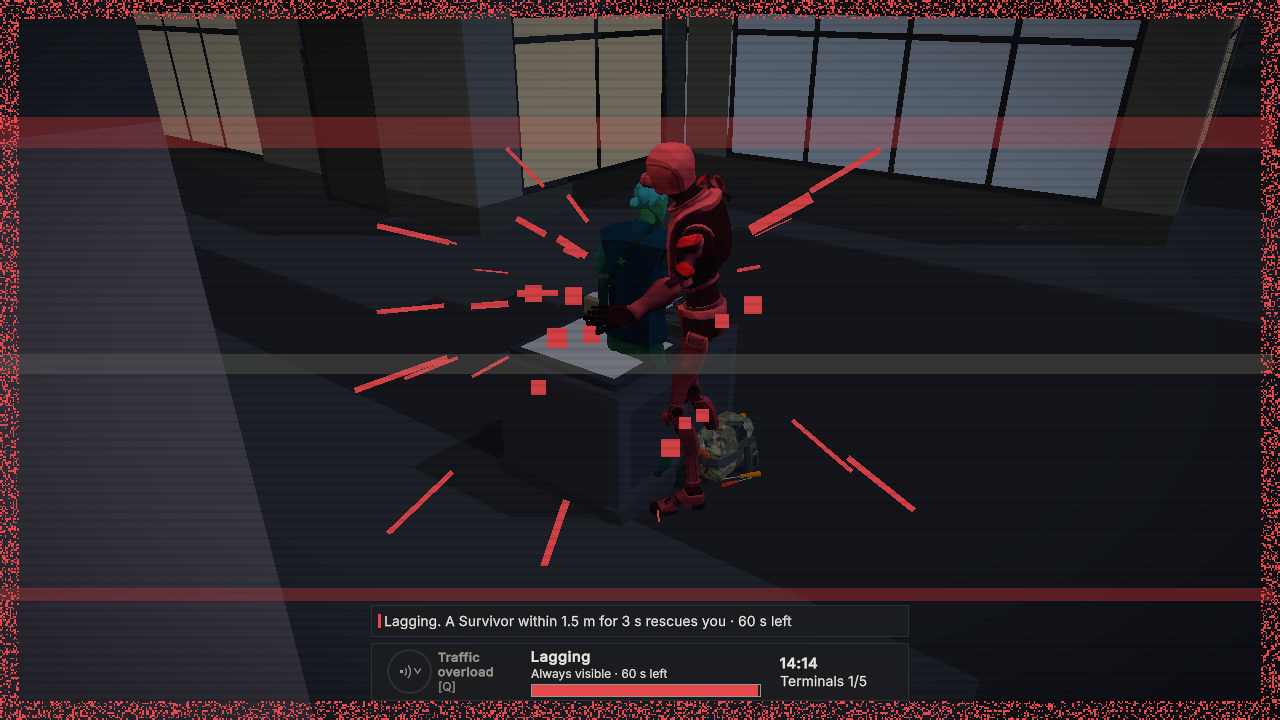 Lagging. A Survivor within 1.5 m for 3 s rescues you · 60 s left
Traffic
overload
[Q]
Lagging
Always visible · 60 s left
14:14
Terminals 1/5